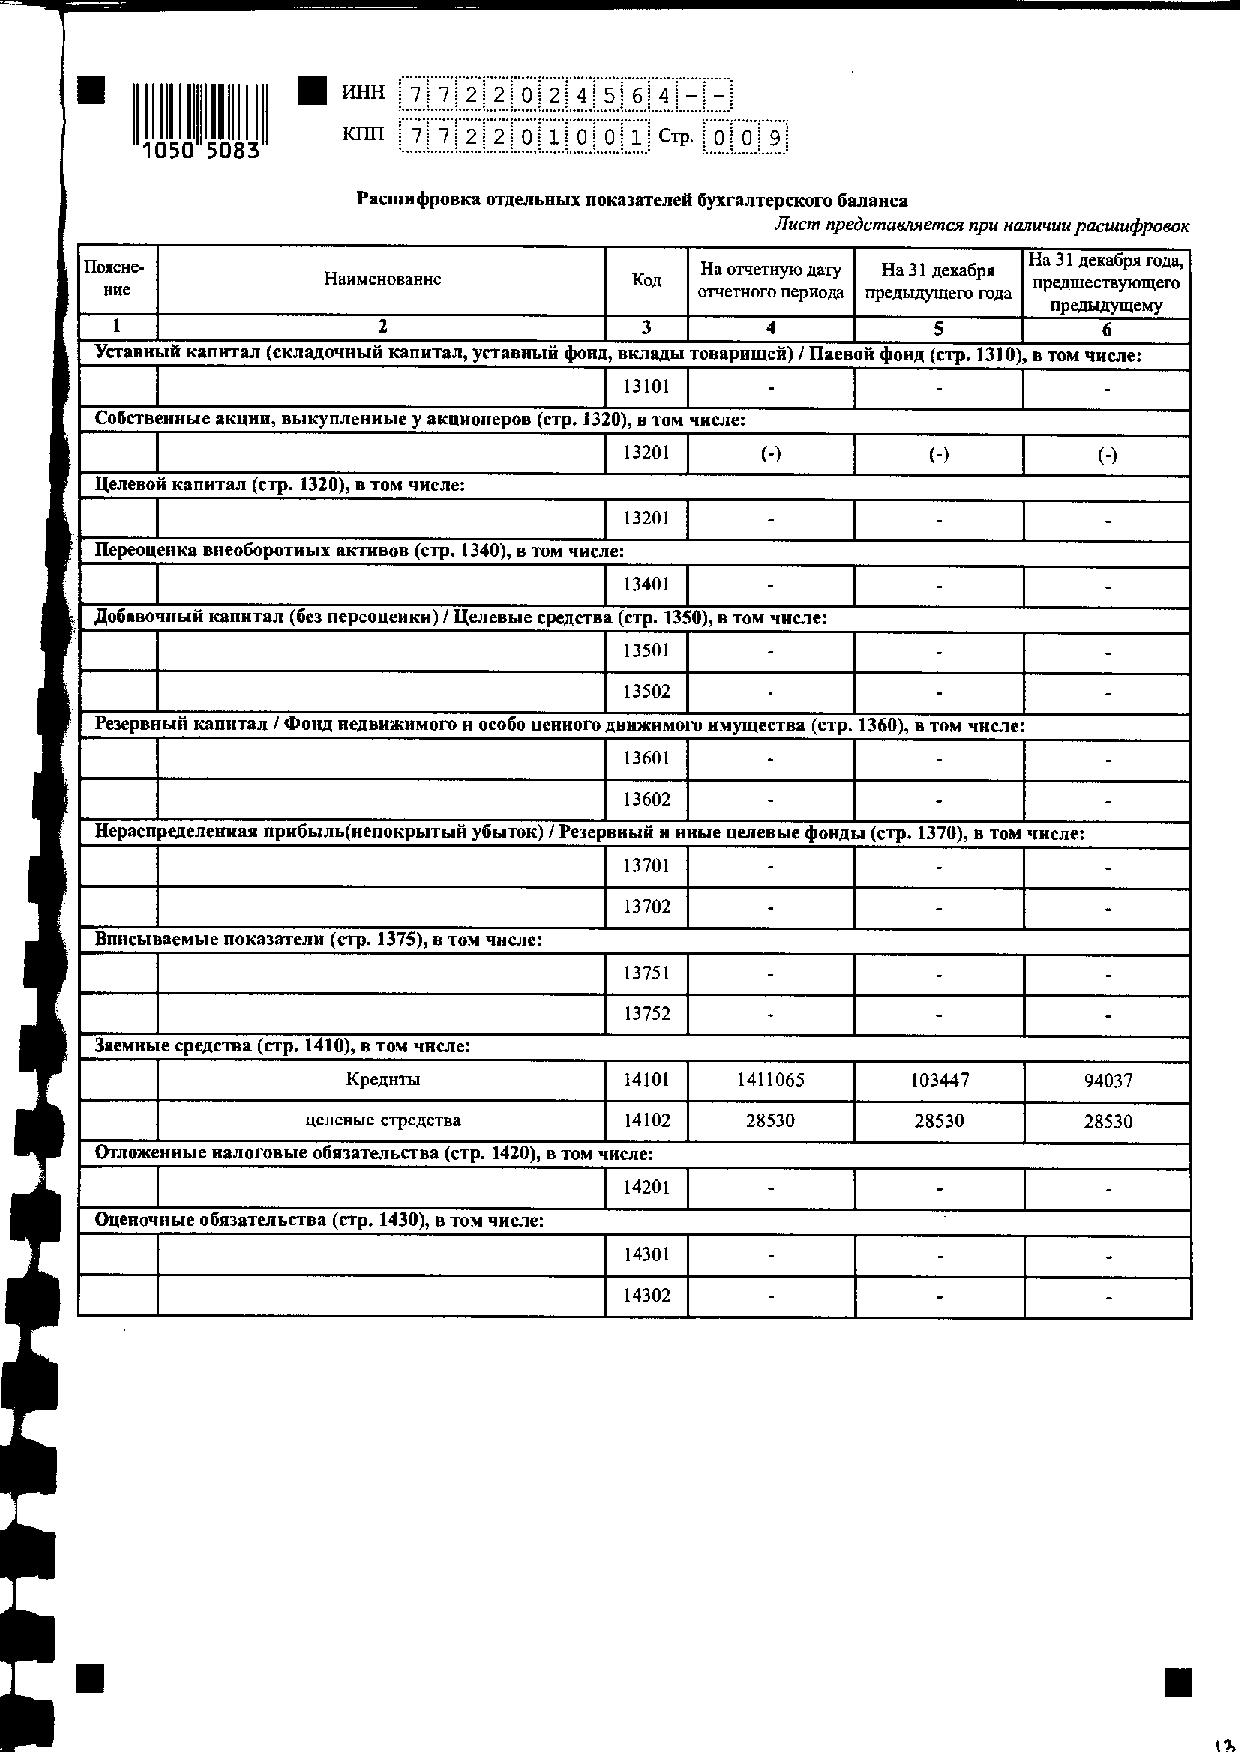 ИНН 7722024564--
1050 5083
КПП 772201001 Стр. 009
Расшифровка отдельных показателей бухгалтерского баланса
Лист представляется при наличии расшифровок
Поясне-ние Наименование Код На отчетную дату отчетного периода На 31 декабря предыдущего года На 31 декабря года, предшествующего предыдущему
1 2 3 4 5 6
Уставный капитал (складочный капитал, уставный фонд, вклады товарищей) / Паевой фонд (стр. 1310), в том числе:
13101 - - -
Собственные акции, выкупленные у акционеров (стр. 1320), в том числе:
13201 (-) (-) (-)
Целевой капитал (стр. 1320), в том числе:
13201 - - -
Переоценка внеоборотных активов (стр. 1340), в том числе:
13401 - - -
Добавочный капитал (без переоценки) / Целевые средства (стр. 1350), в том числе:
13501 - - -
13502 - - -
Резервный капитал / Фонд недвижимого и особо ценного движимого имущества (стр. 1360), в том числе:
13601 - - -
13602 - - -
Нераспределенная прибыль(непокрытый убыток) / Резервный и иные целевые фонды (стр. 1370), в том числе:
13701 - - -
13702 - - -
Вписываемые показатели (стр. 1375), в том числе:
13751 - - -
13752 - - -
Заемные средства (стр. 1410), в том числе:
Кредиты 14101 1411065 103447 94037
целевые стредства 14102 28530 28530 28530
Отложенные налоговые обязательства (стр. 1420), в том числе:
14201 - - -
Оценочные обязательства (стр. 1430), в том числе:
14301 - - -
14302 - - -
13